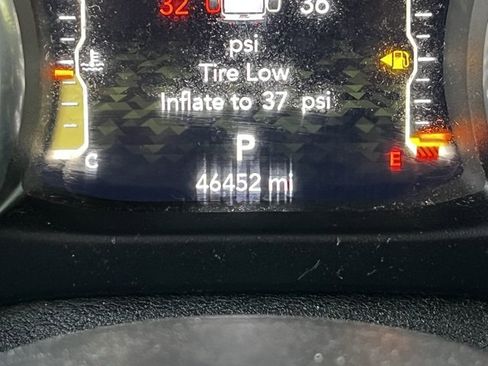 32 36
psi
Tire Low
Inflate to 37 psi
P
C E
46452 mi